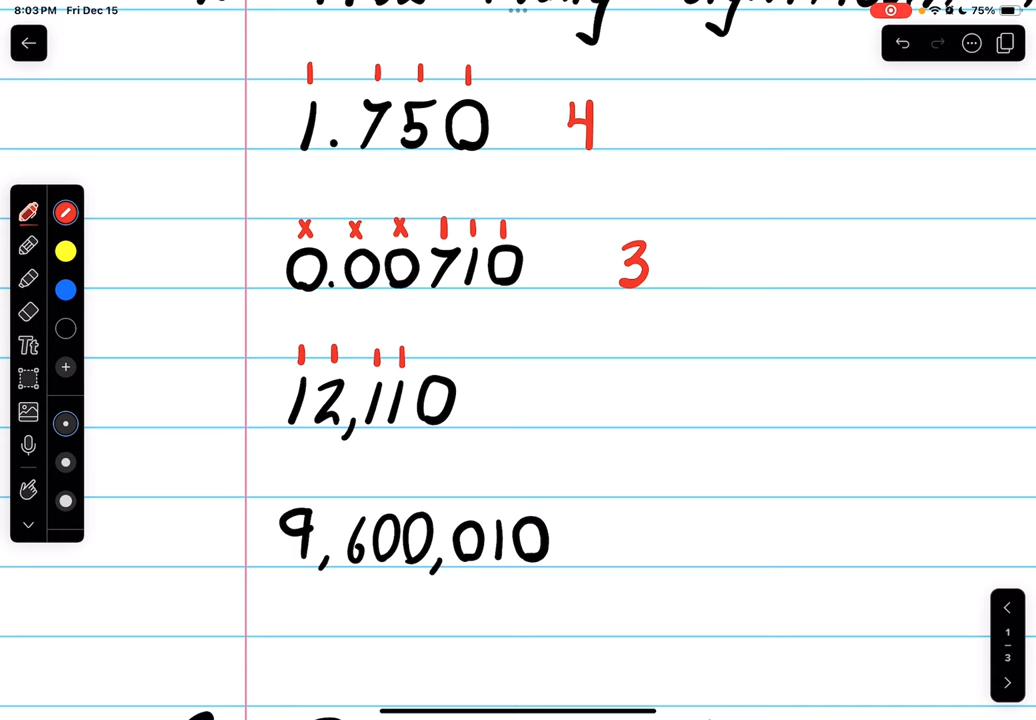 8:03 PM Fri Dec 15 75%
1.750 4
x x x
0.00710 3
12,110
9,600,010
Tt
1
3